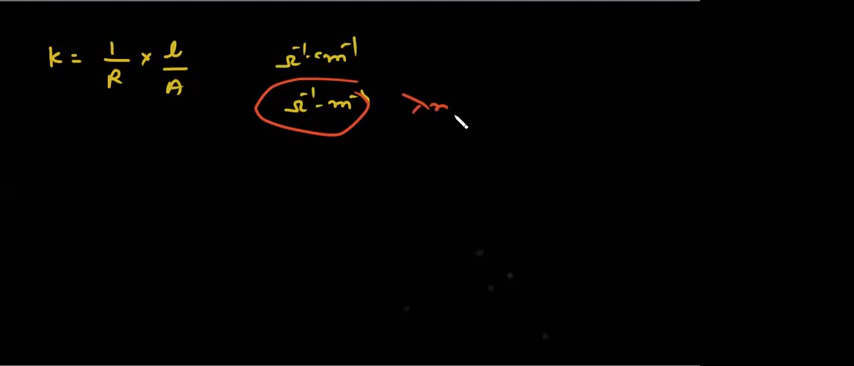 K = 1/R × l/A
Ω⁻¹ cm⁻¹
Ω⁻¹ - m⁻¹ λm